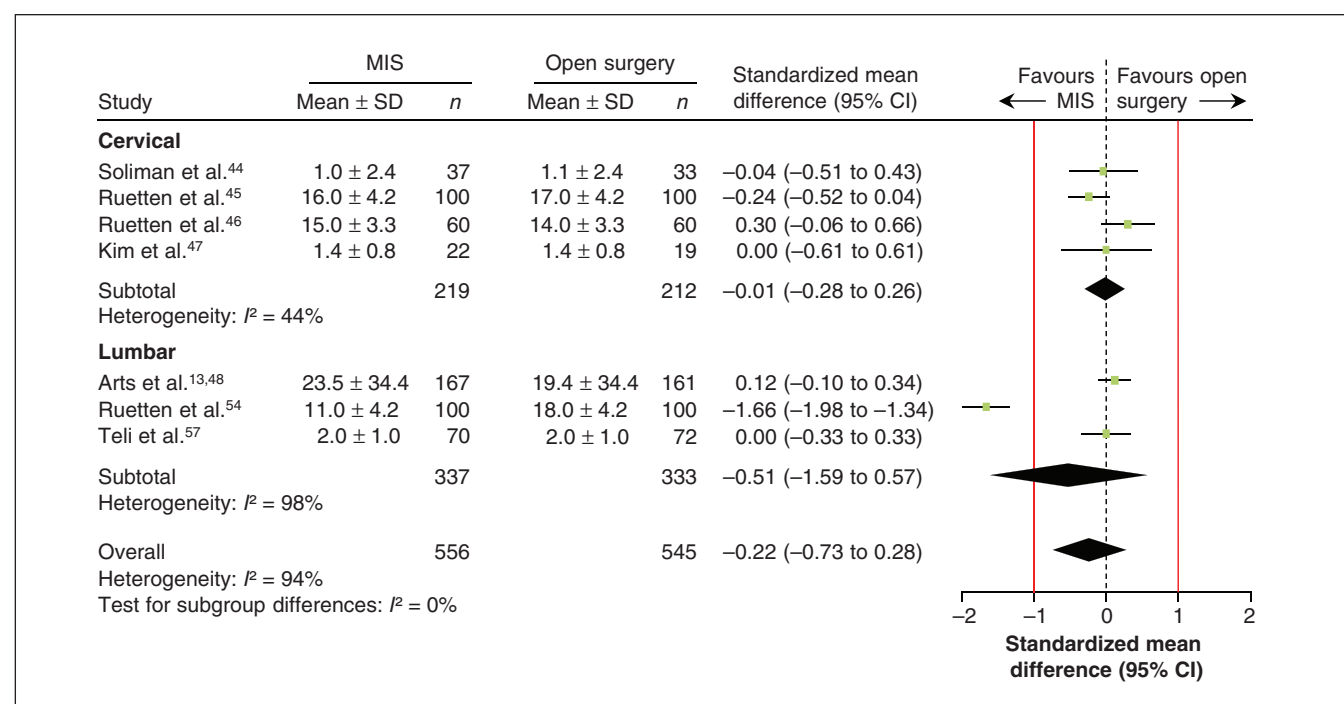 MIS Open surgery Standardized mean difference (95% CI) Favours MIS Favours open surgery
Study Mean ± SD n Mean ± SD n
Cervical
Soliman et al.44 1.0 ± 2.4 37 1.1 ± 2.4 33 –0.04 (–0.51 to 0.43)
Ruetten et al.45 16.0 ± 4.2 100 17.0 ± 4.2 100 –0.24 (–0.52 to 0.04)
Ruetten et al.46 15.0 ± 3.3 60 14.0 ± 3.3 60 0.30 (–0.06 to 0.66)
Kim et al.47 1.4 ± 0.8 22 1.4 ± 0.8 19 0.00 (–0.61 to 0.61)
Subtotal 219 212 –0.01 (–0.28 to 0.26)
Heterogeneity: I² = 44%
Lumbar
Arts et al.13,48 23.5 ± 34.4 167 19.4 ± 34.4 161 0.12 (–0.10 to 0.34)
Ruetten et al.54 11.0 ± 4.2 100 18.0 ± 4.2 100 –1.66 (–1.98 to –1.34)
Teli et al.57 2.0 ± 1.0 70 2.0 ± 1.0 72 0.00 (–0.33 to 0.33)
Subtotal 337 333 –0.51 (–1.59 to 0.57)
Heterogeneity: I² = 98%
Overall 556 545 –0.22 (–0.73 to 0.28)
Heterogeneity: I² = 94%
Test for subgroup differences: I² = 0%
–2 –1 0 1 2
Standardized mean
difference (95% CI)